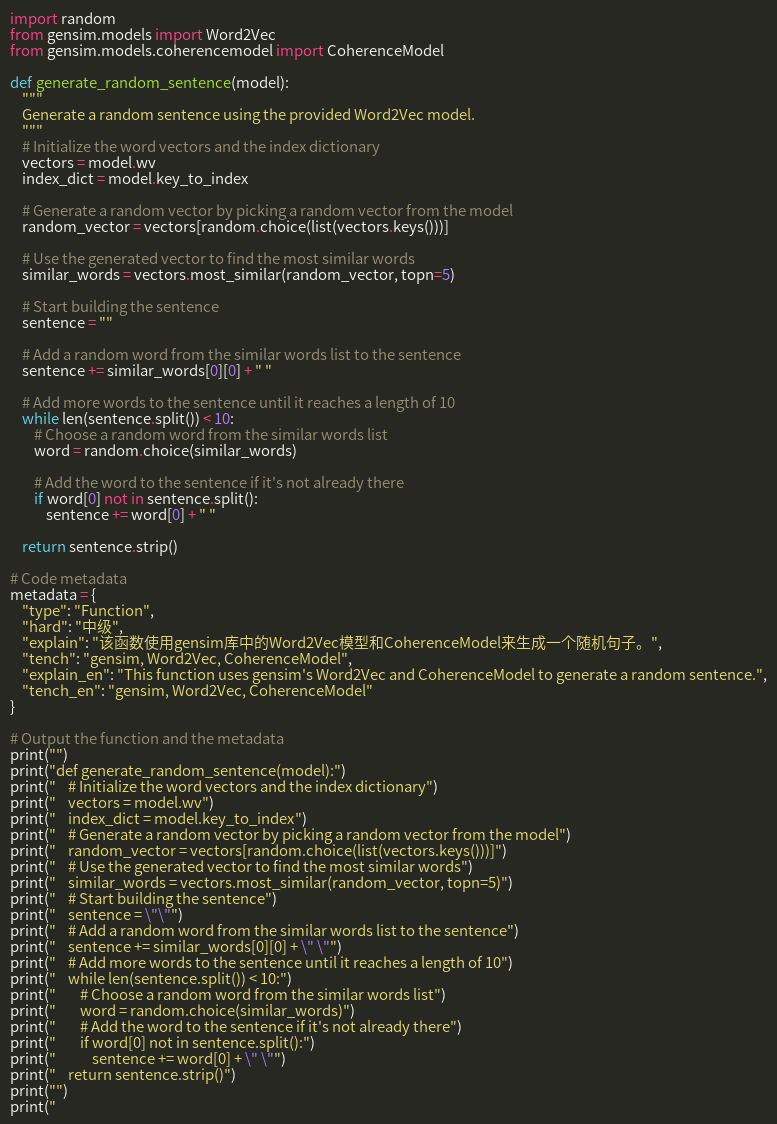 import random
from gensim.models import Word2Vec
from gensim.models.coherencemodel import CoherenceModel

def generate_random_sentence(model):
    """
    Generate a random sentence using the provided Word2Vec model.
    """
    # Initialize the word vectors and the index dictionary
    vectors = model.wv
    index_dict = model.key_to_index

    # Generate a random vector by picking a random vector from the model
    random_vector = vectors[random.choice(list(vectors.keys()))]

    # Use the generated vector to find the most similar words
    similar_words = vectors.most_similar(random_vector, topn=5)

    # Start building the sentence
    sentence = ""

    # Add a random word from the similar words list to the sentence
    sentence += similar_words[0][0] + " "

    # Add more words to the sentence until it reaches a length of 10
    while len(sentence.split()) < 10:
        # Choose a random word from the similar words list
        word = random.choice(similar_words)

        # Add the word to the sentence if it's not already there
        if word[0] not in sentence.split():
            sentence += word[0] + " "

    return sentence.strip()

# Code metadata
metadata = {
    "type": "Function",
    "hard": "中级",
    "explain": "该函数使用gensim库中的Word2Vec模型和CoherenceModel来生成一个随机句子。",
    "tench": "gensim, Word2Vec, CoherenceModel",
    "explain_en": "This function uses gensim's Word2Vec and CoherenceModel to generate a random sentence.",
    "tench_en": "gensim, Word2Vec, CoherenceModel"
}

# Output the function and the metadata
print("")
print("def generate_random_sentence(model):")
print("    # Initialize the word vectors and the index dictionary")
print("    vectors = model.wv")
print("    index_dict = model.key_to_index")
print("    # Generate a random vector by picking a random vector from the model")
print("    random_vector = vectors[random.choice(list(vectors.keys()))]")
print("    # Use the generated vector to find the most similar words")
print("    similar_words = vectors.most_similar(random_vector, topn=5)")
print("    # Start building the sentence")
print("    sentence = \"\"")
print("    # Add a random word from the similar words list to the sentence")
print("    sentence += similar_words[0][0] + \" \"")
print("    # Add more words to the sentence until it reaches a length of 10")
print("    while len(sentence.split()) < 10:")
print("        # Choose a random word from the similar words list")
print("        word = random.choice(similar_words)")
print("        # Add the word to the sentence if it's not already there")
print("        if word[0] not in sentence.split():")
print("            sentence += word[0] + \" \"")
print("    return sentence.strip()")
print("")
print("